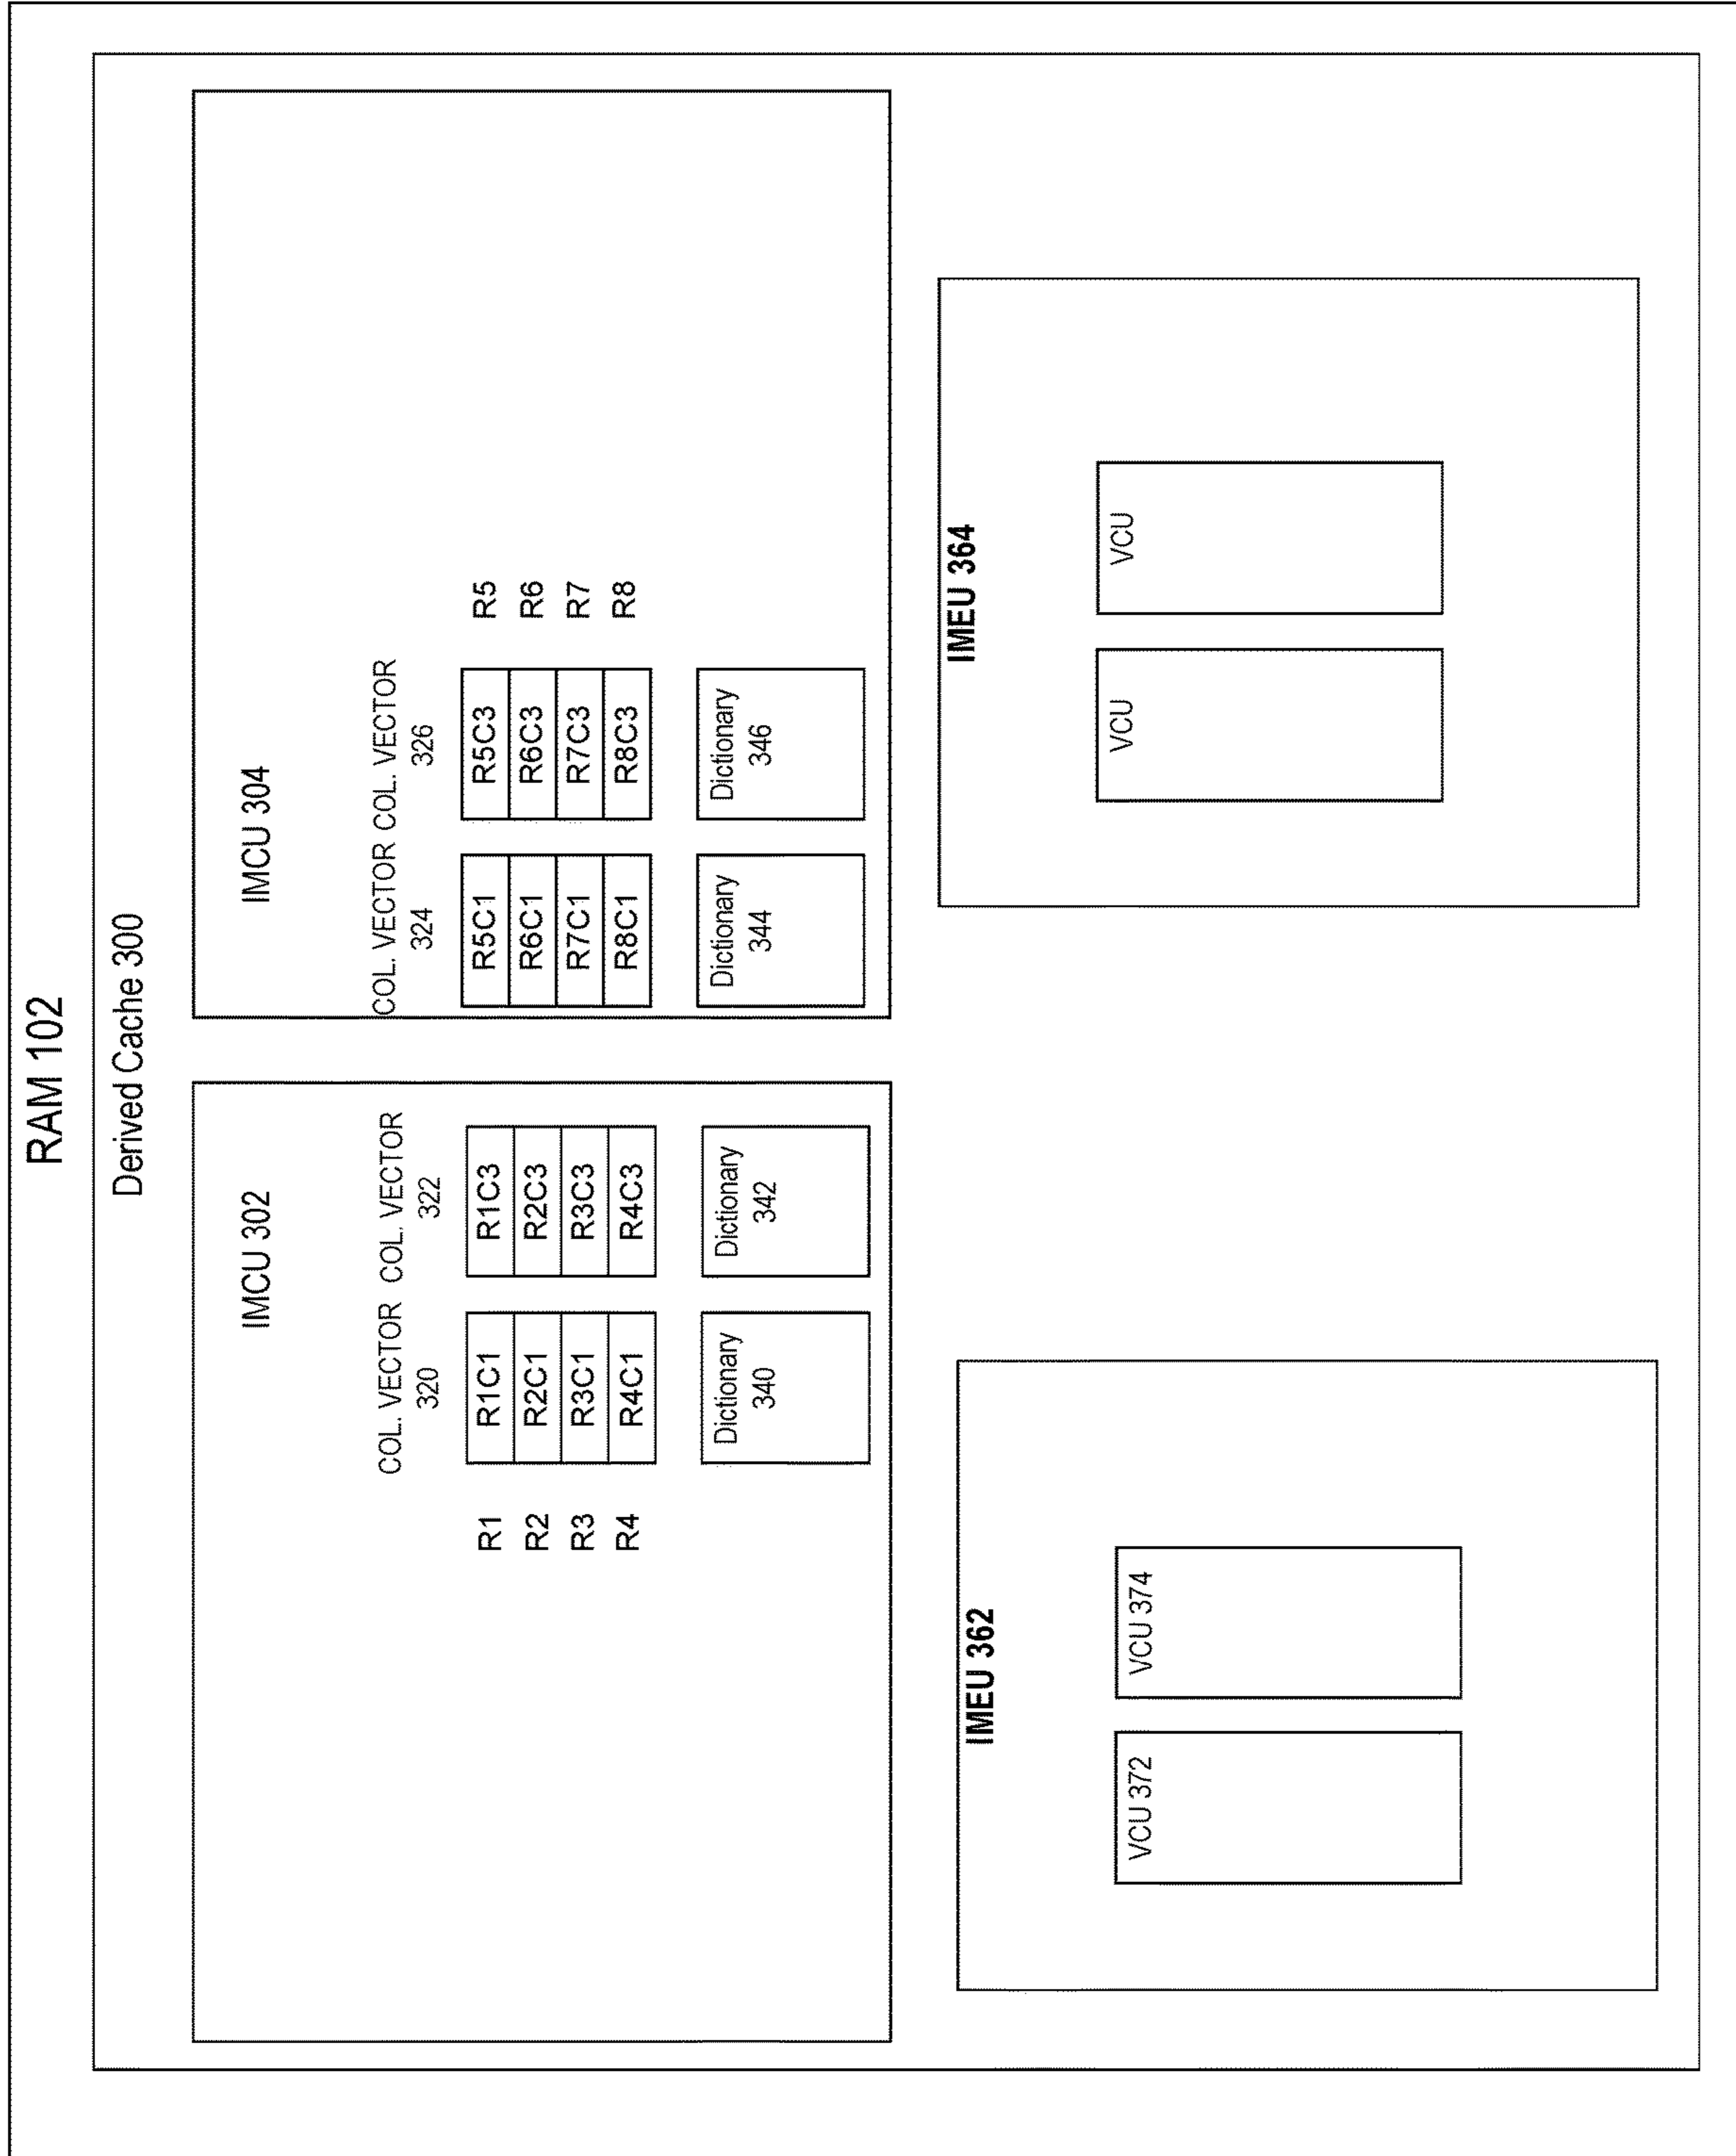 RAM 102
Derived Cache 300
IMCU 302
COL. VECTOR COL. VECTOR
320 322
R1 R1C1 R1C3
R2 R2C1 R2C3
R3 R3C1 R3C3
R4 R4C1 R4C3
Dictionary Dictionary
340 342
IMCU 304
COL. VECTOR COL. VECTOR
324 326
R5C1 R5C3 R5
R6C1 R6C3 R6
R7C1 R7C3 R7
R8C1 R8C3 R8
Dictionary Dictionary
344 346
IMEU 362
VCU 372 VCU 374
IMEU 364
VCU VCU